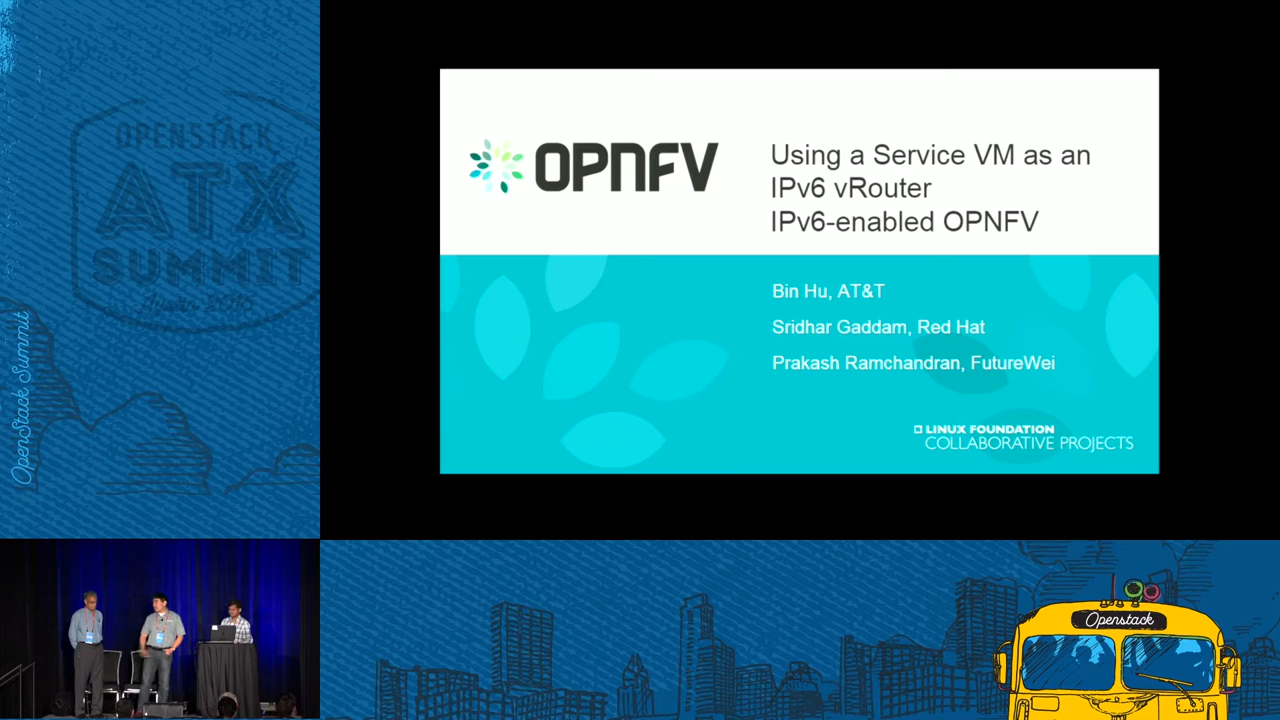 OPENSTACK
ATX
SUMMIT
OpenStack Summit
OPNFV
Using a Service VM as an
IPv6 vRouter
IPv6-enabled OPNFV
Bin Hu, AT&T
Sridhar Gaddam, Red Hat
Prakash Ramchandran, FutureWei
LINUX FOUNDATION
COLLABORATIVE PROJECTS
Openstack